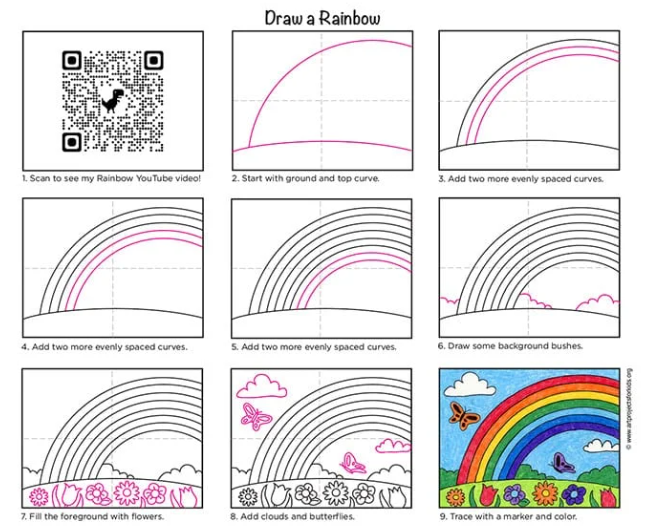 Draw a Rainbow
1. Scan to see my Rainbow YouTube video!
2. Start with ground and top curve.
3. Add two more evenly spaced curves.
4. Add two more evenly spaced curves.
5. Add two more evenly spaced curves.
6. Draw some background bushes.
7. Fill the foreground with flowers.
8. Add clouds and butterflies.
9. Trace with a marker and color.
© www.artprojectsforkids.org